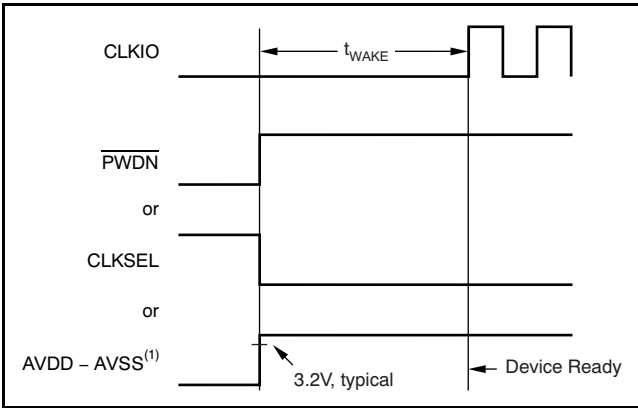 CLKIO
tWAKE
PWDN
or
CLKSEL
or
AVDD – AVSS(1)
3.2V, typical
Device Ready